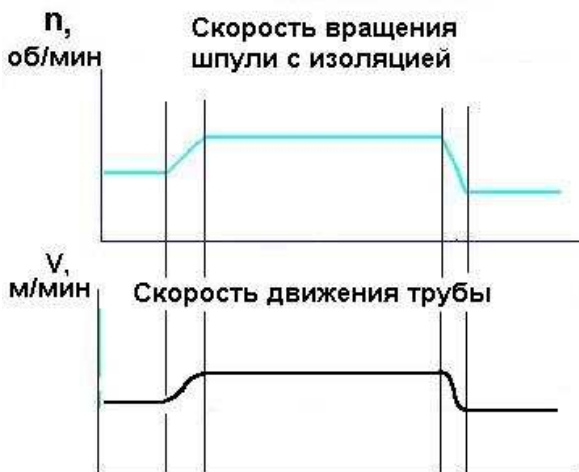 n,
об/мин
Скорость вращения
шпули с изоляцией
V,
м/мин
Скорость движения трубы